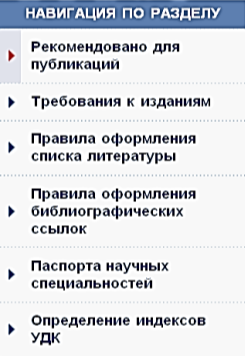 НАВИГАЦИЯ ПО РАЗДЕЛУ
Рекомендовано для
публикаций
Требования к изданиям
Правила оформления
списка литературы
Правила оформления
библиографических
ссылок
Паспорта научных
специальностей
Определение индексов
УДК